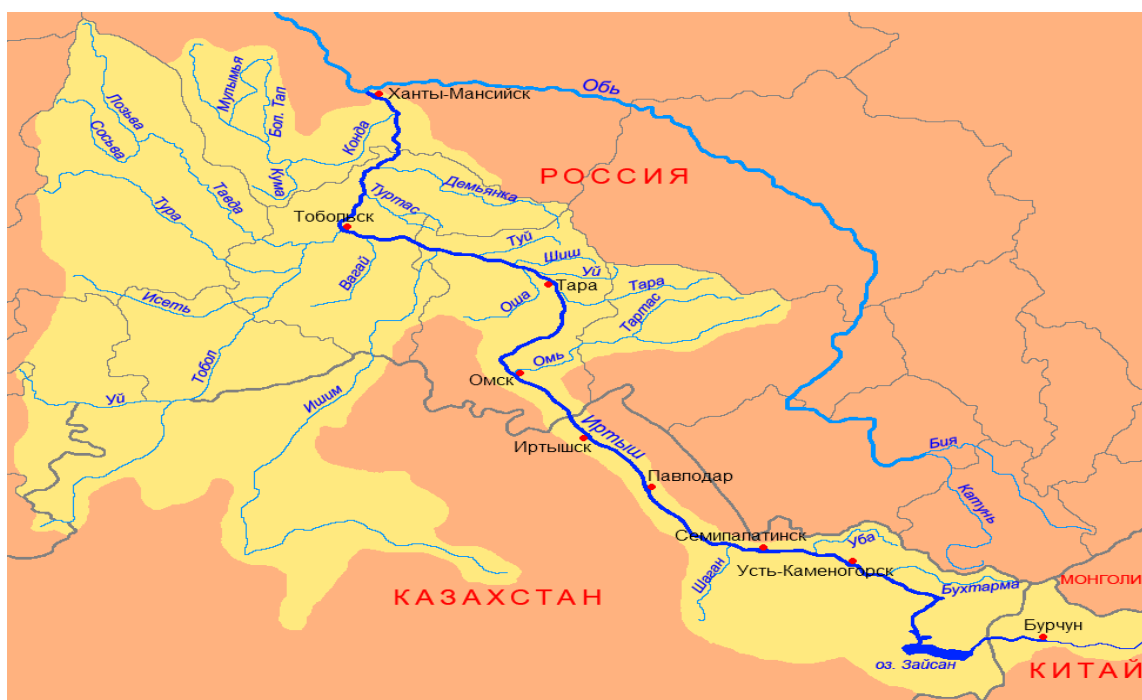 Обь
Ханты-Мансийск
Мулымья
Бол. Тап
Лозьва
Сосьва
Конда
Кума
РОССИЯ
Демьянка
Туртас
Тавда
Тура
Тобольск
Туй
Шиш
Уй
Тара
Тара
Вагай
Исеть
Оша
Тартас
Омь
Тобол
Омск
Уй
Ишим
Иртыш
Иртышск
Бия
Павлодар
Катунь
Семипалатинск
Уба
Усть-Каменогорск
Шаган
Бухтарма
МОНГОЛИ
КАЗАХСТАН
Бурчун
оз. Зайсан
КИТАЙ